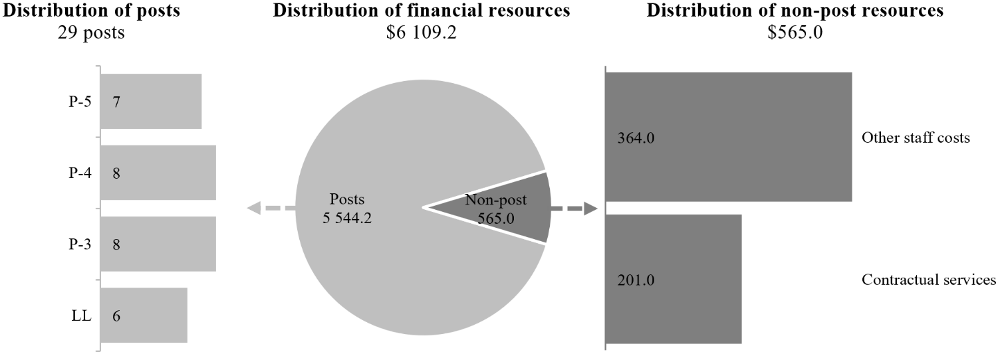 Distribution of posts
29 posts
P-5 7
P-4 8
P-3 8
LL 6
Distribution of financial resources
$6 109.2
Posts
5 544.2
Non-post
565.0
Distribution of non-post resources
$565.0
364.0 Other staff costs
201.0 Contractual services